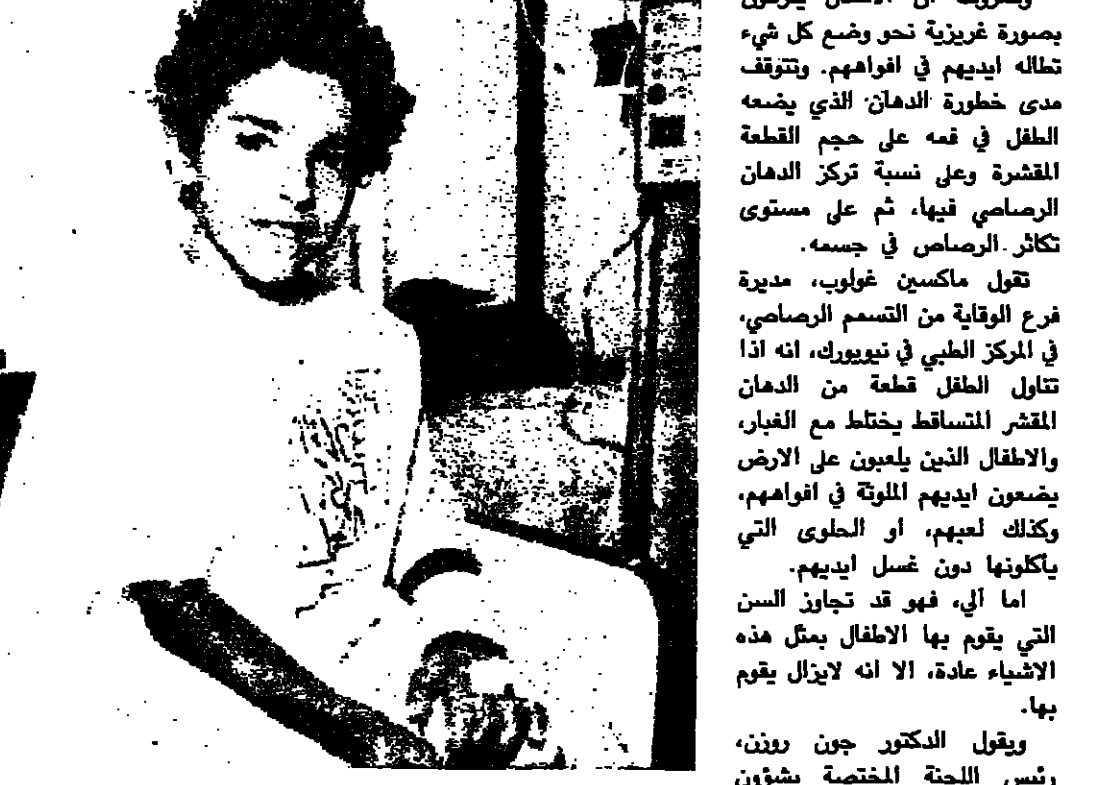 بصورة غريزية نحو وضع كل شيء
تطاله ايديهم في افواههم. وتتوقف
مدى خطورة الدهان الذي يضعه
الطفل في فمه على حجم القطعة
المقشرة وعلى نسبة تركز الدهان
الرصاصي فيها، ثم على مستوى
تكاثر الرصاص في جسمه.
تقول ماكسين غولوب، مديرة
فرع الوقاية من التسمم الرصاصي،
في المركز الطبي في نيويورك، انه اذا
تناول الطفل قطعة من الدهان
المقشر المتساقط يختلط مع الغبار،
والاطفال الذين يلعبون على الارض
يضعون ايديهم الملوثة في افواههم،
وكذلك لعبهم، او الحلوى التي
يأكلونها دون غسل ايديهم.
اما آلي، فهو قد تجاوز السن
التي يقوم بها الاطفال بمثل هذه
الاشياء عادة، الا انه لايزال يقوم
بها.
ويقول الدكتور جون روزن،
رئيس اللجنة المختصة بشؤون